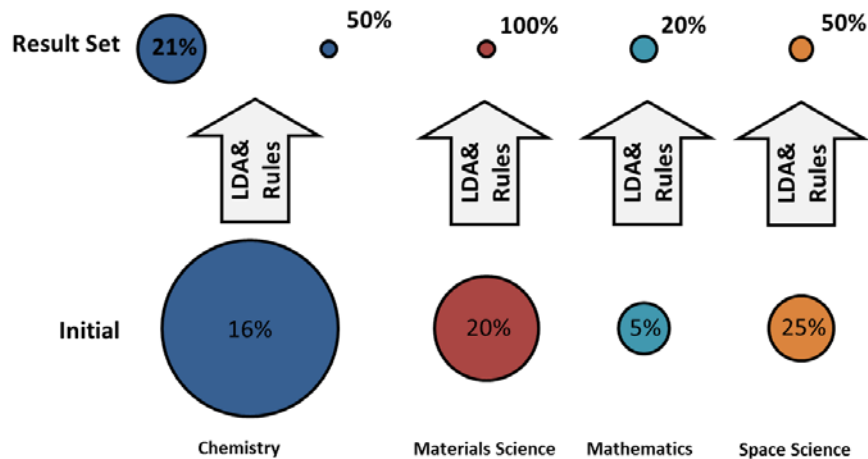 Result Set
21%
50%
100%
20%
50%
LDA&
Rules
LDA&
Rules
LDA&
Rules
LDA&
Rules
Initial
16%
20%
5%
25%
Chemistry
Materials Science
Mathematics
Space Science